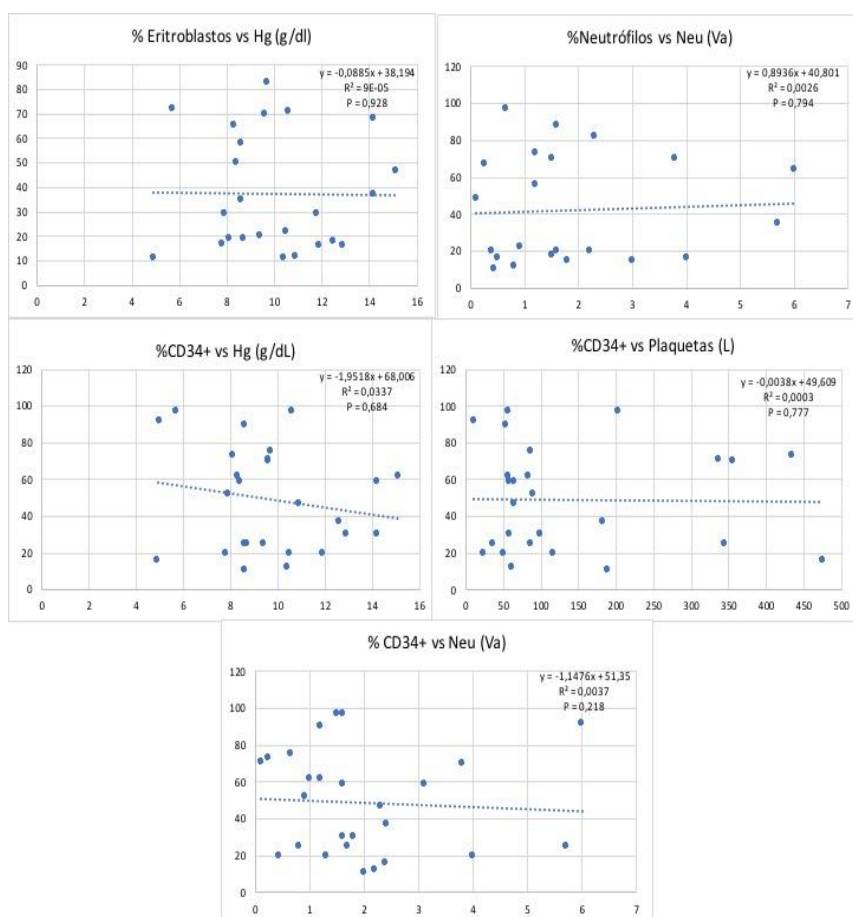 % Eritroblastos vs Hg (g/dl)
y = -0,0885x + 38,194
R² = 9E-05
P = 0,928
90
80
70
60
50
40
30
20
10
0
0 2 4 6 8 10 12 14 16
%Neutrófilos vs Neu (Va)
y = 0,8936x + 40,801
R² = 0,0026
P = 0,794
120
100
80
60
40
20
0
0 1 2 3 4 5 6 7
%CD34+ vs Hg (g/dL)
y = -1,9518x + 68,006
R² = 0,0337
P = 0,684
120
100
80
60
40
20
0
0 2 4 6 8 10 12 14 16
%CD34+ vs Plaquetas (L)
y = -0,0038x + 49,609
R² = 0,0003
P = 0,777
120
100
80
60
40
20
0
0 50 100 150 200 250 300 350 400 450 500
% CD34+ vs Neu (Va)
y = -1,1476x + 51,35
R² = 0,0037
P = 0,218
120
100
80
60
40
20
0
0 1 2 3 4 5 6 7